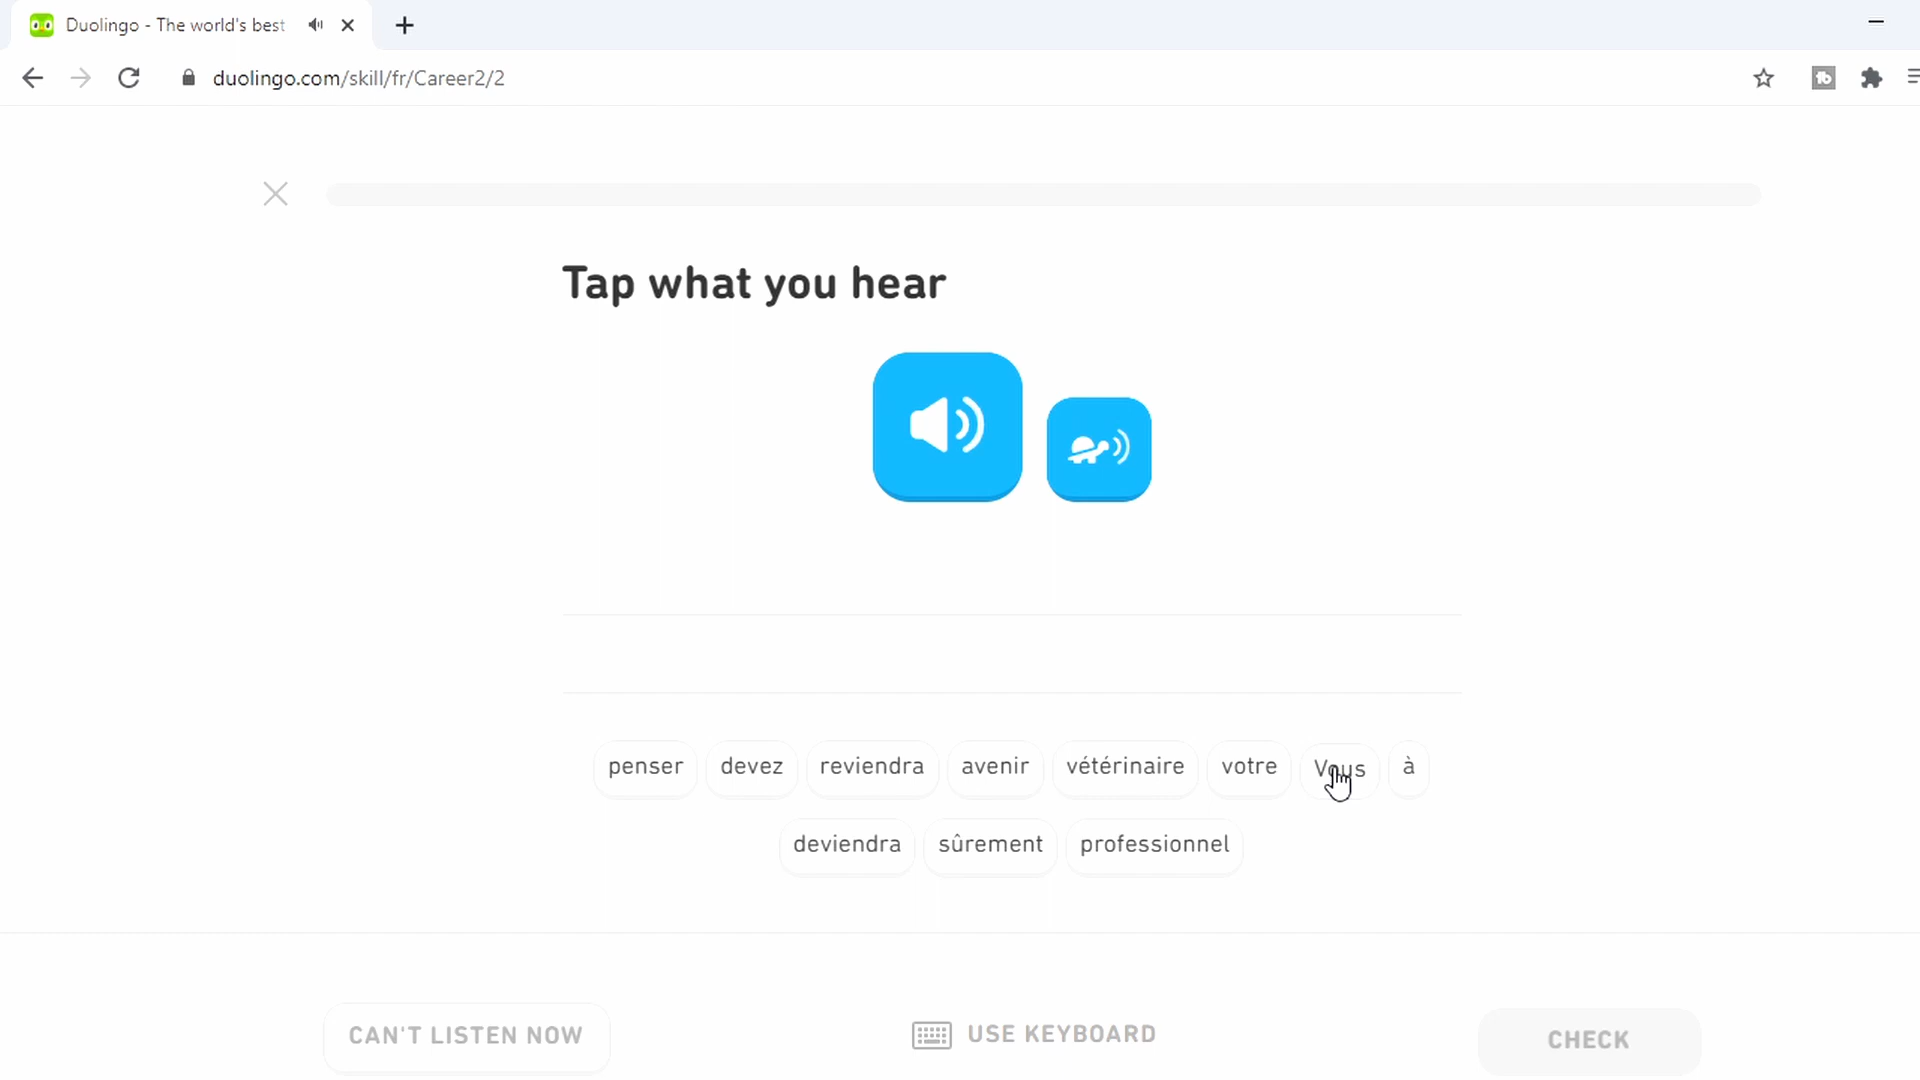 Duolingo - The world's best
duolingo.com/skill/fr/Career2/2
Tap what you hear
penser devez reviendra avenir vétérinaire votre Vous à
deviendra sûrement professionnel
CAN'T LISTEN NOW USE KEYBOARD CHECK